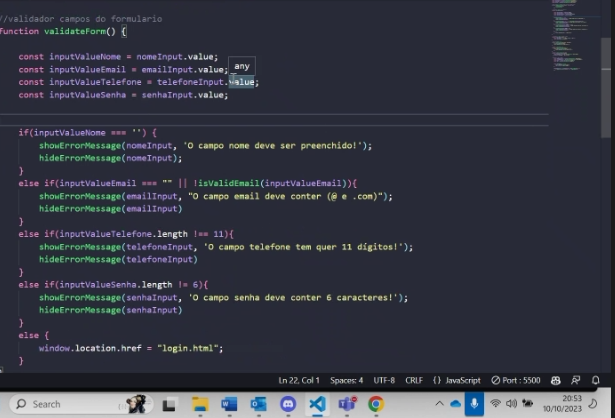 //validador campos do formulario
function validateForm() {
const inputValueNome = nomeInput.value;
const inputValueEmail = emailInput.value;
any
const inputValueTelefone = telefoneInput.value;
const inputValueSenha = senhaInput.value;
if(inputValueNome === '') {
showErrorMessage(nomeInput, 'O campo nome deve ser preenchido!');
hideErrorMessage(nomeInput);
}
else if(inputValueEmail === "" || !isValidEmail(inputValueEmail)){
showErrorMessage(emailInput, "O campo email deve conter (@ e .com)");
hideErrorMessage(emailInput)
}
else if(inputValueTelefone.length !== 11){
showErrorMessage(telefoneInput, 'O campo telefone tem quer 11 dígitos!');
hideErrorMessage(telefoneInput)
}
else if(inputValueSenha.length != 6){
showErrorMessage(senhaInput, 'O campo senha deve conter 6 caracteres!');
hideErrorMessage(senhaInput)
}
else {
window.location.href = "login.html";
}
Ln 22, Col 1 Spaces: 4 UTF-8 CRLF {} JavaScript Port : 5500
Search
20:53
10/10/2023